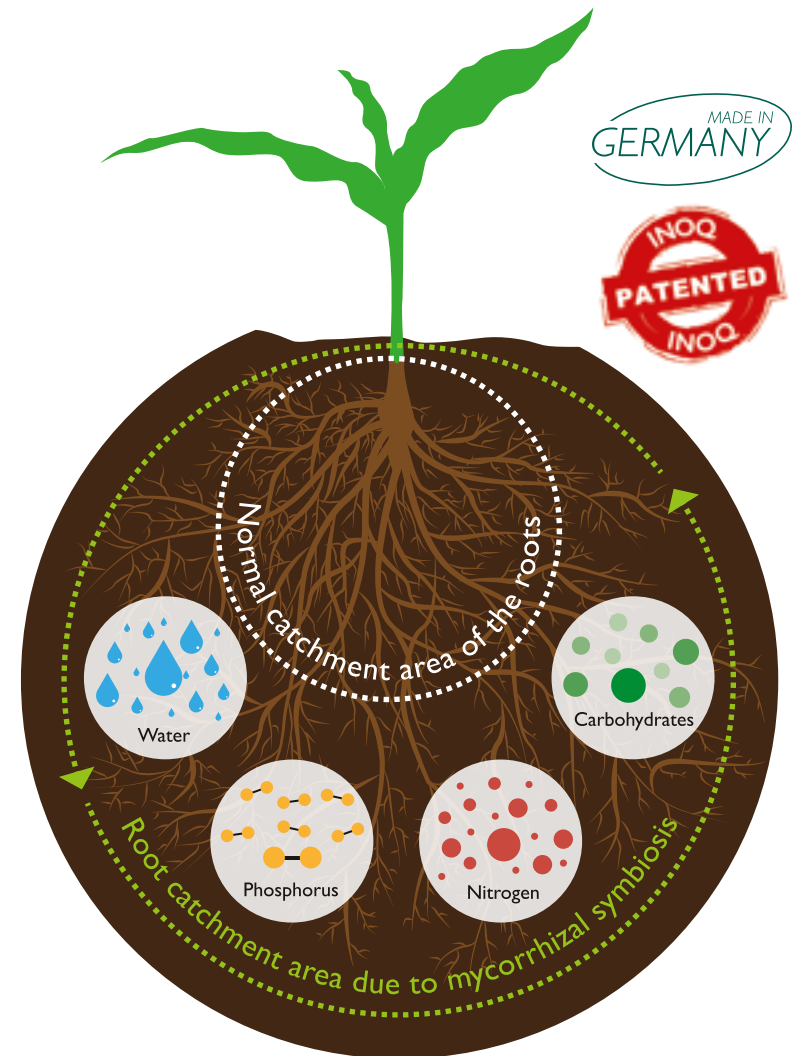 MADE IN
GERMANY
INOQ
PATENTED
INOQ
Normal catchment area of the roots
Water
Carbohydrates
Phosphorus
Nitrogen
Root catchment area due to mycorrhizal symbiosis